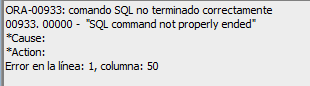 ORA-00933: comando SQL no terminado correctamente
00933. 00000 -  "SQL command not properly ended"
*Cause:
*Action:
Error en la línea: 1, columna: 50